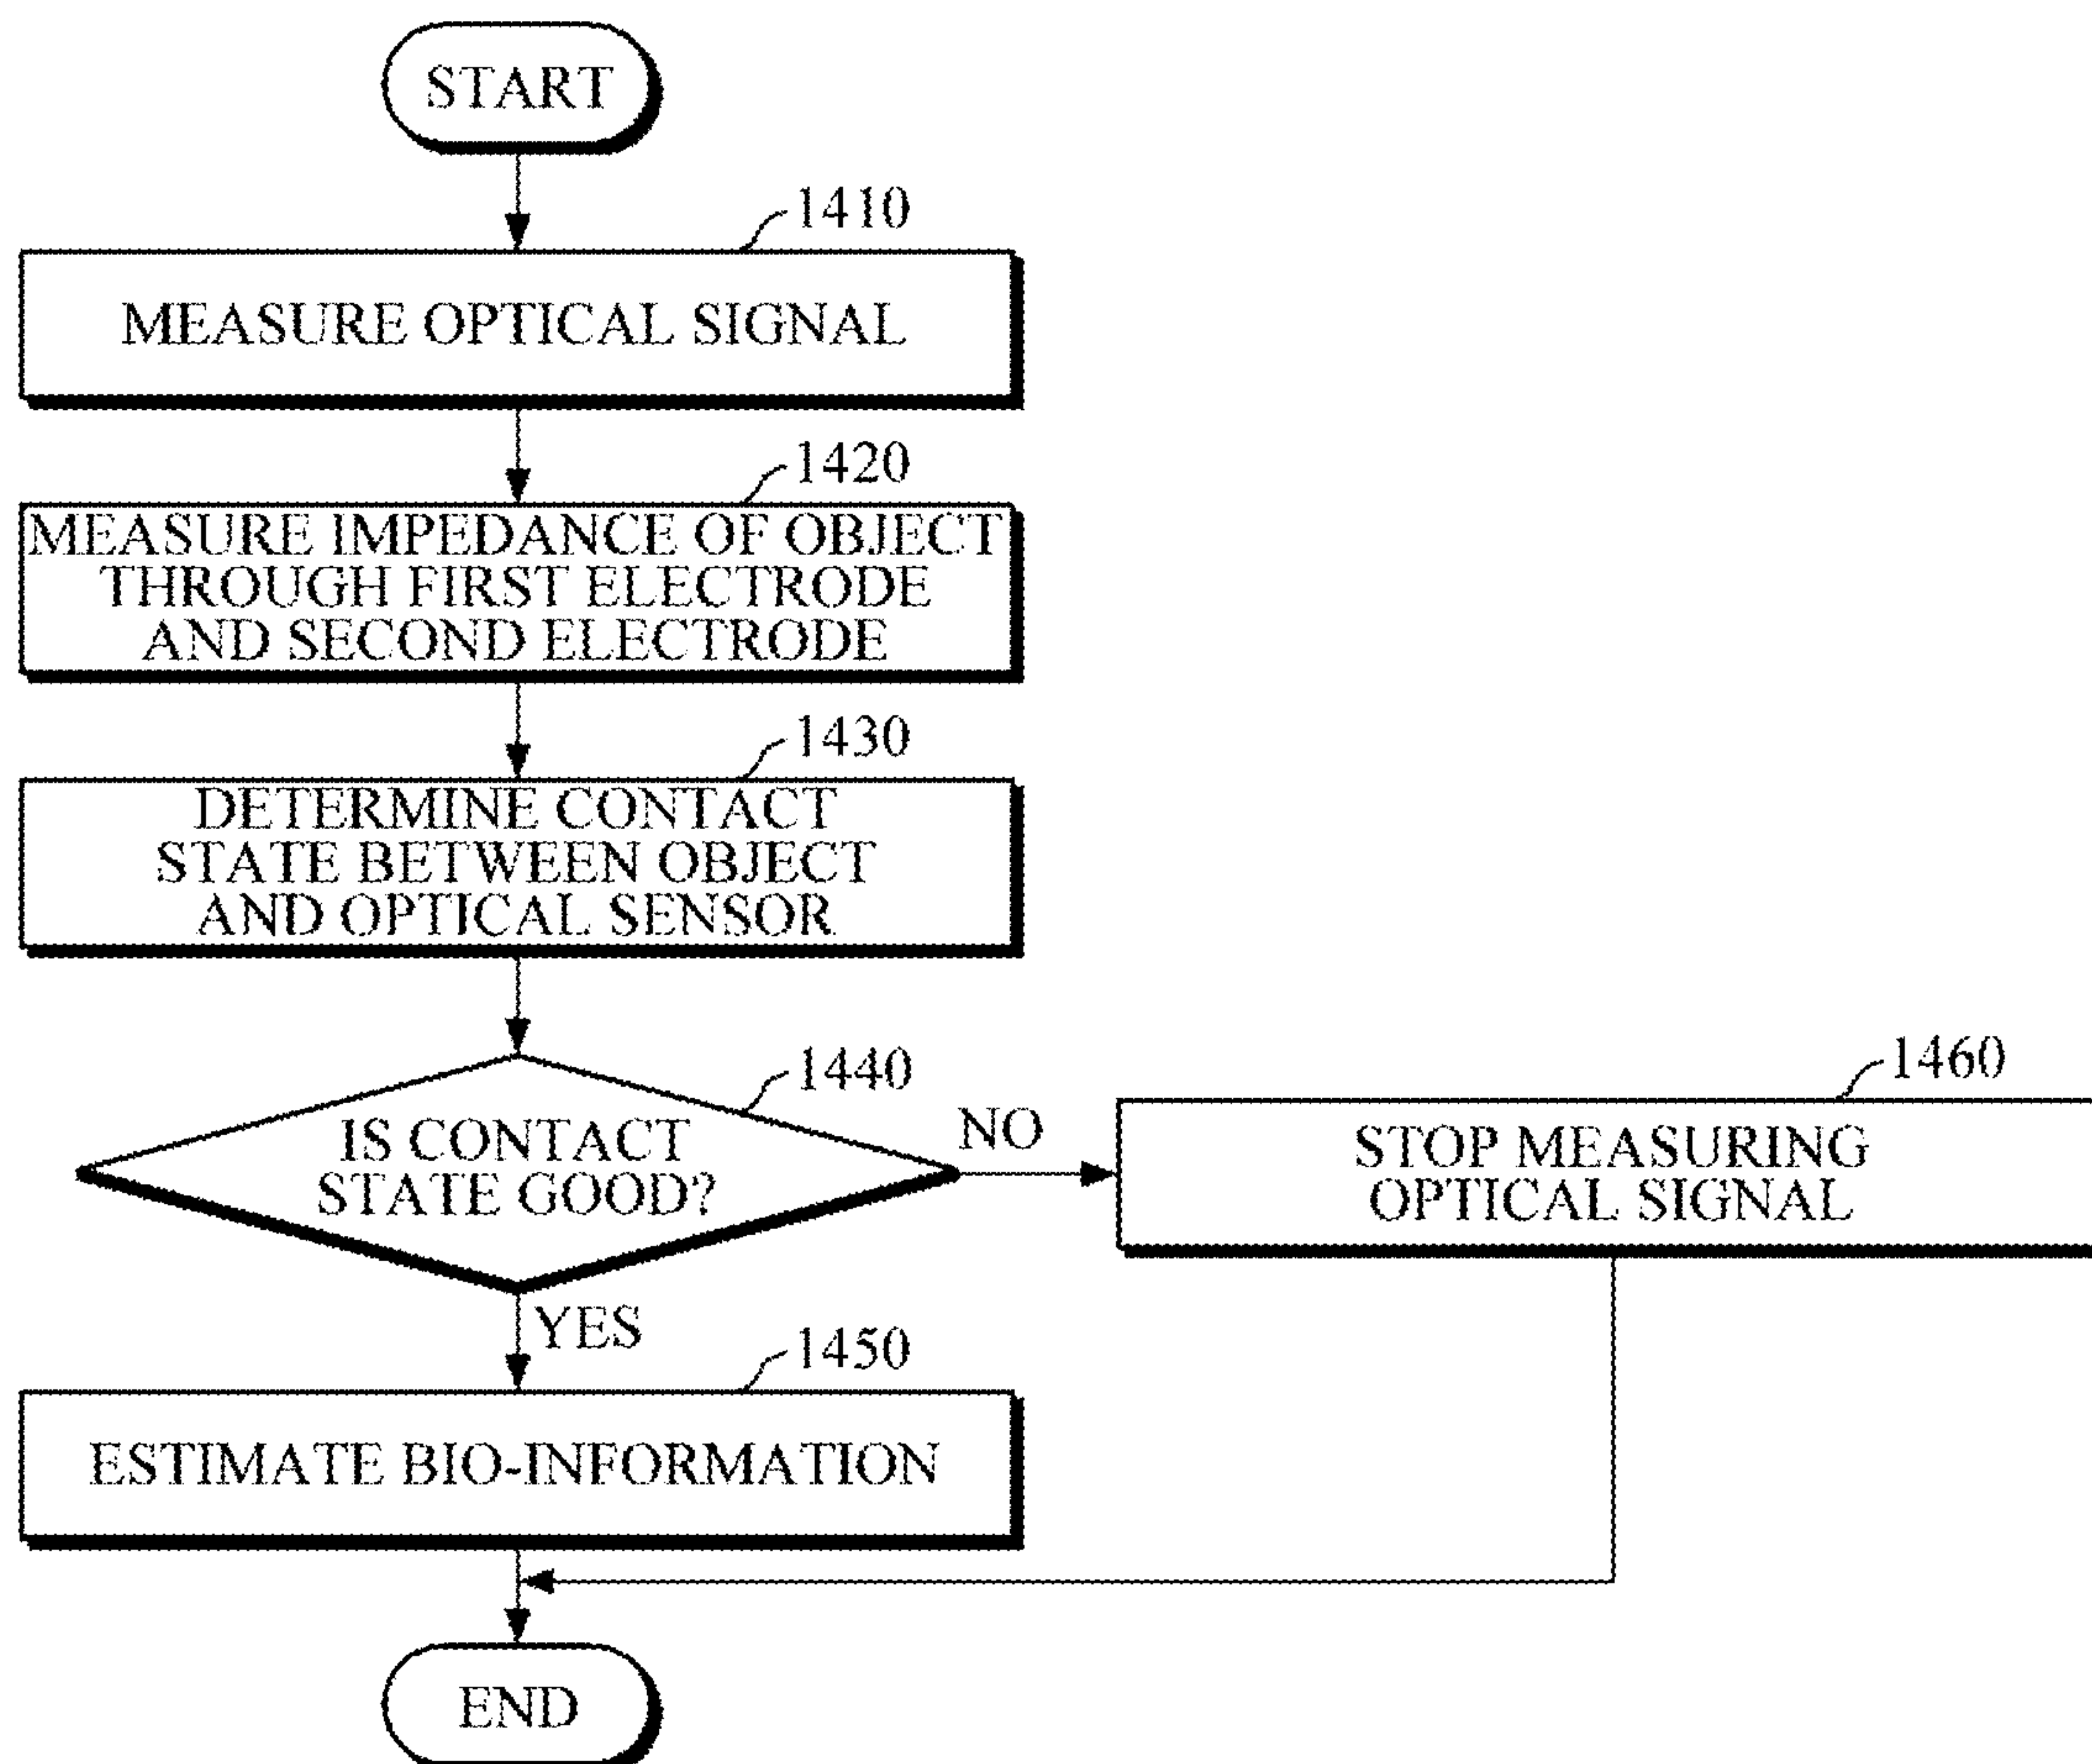 START
1410
MEASURE OPTICAL SIGNAL
1420
MEASURE IMPEDANCE OF OBJECT
THROUGH FIRST ELECTRODE
AND SECOND ELECTRODE
1430
DETERMINE CONTACT
STATE BETWEEN OBJECT
AND OPTICAL SENSOR
1440
IS CONTACT
STATE GOOD?
NO
1460
STOP MEASURING
OPTICAL SIGNAL
YES
1450
ESTIMATE BIO-INFORMATION
END